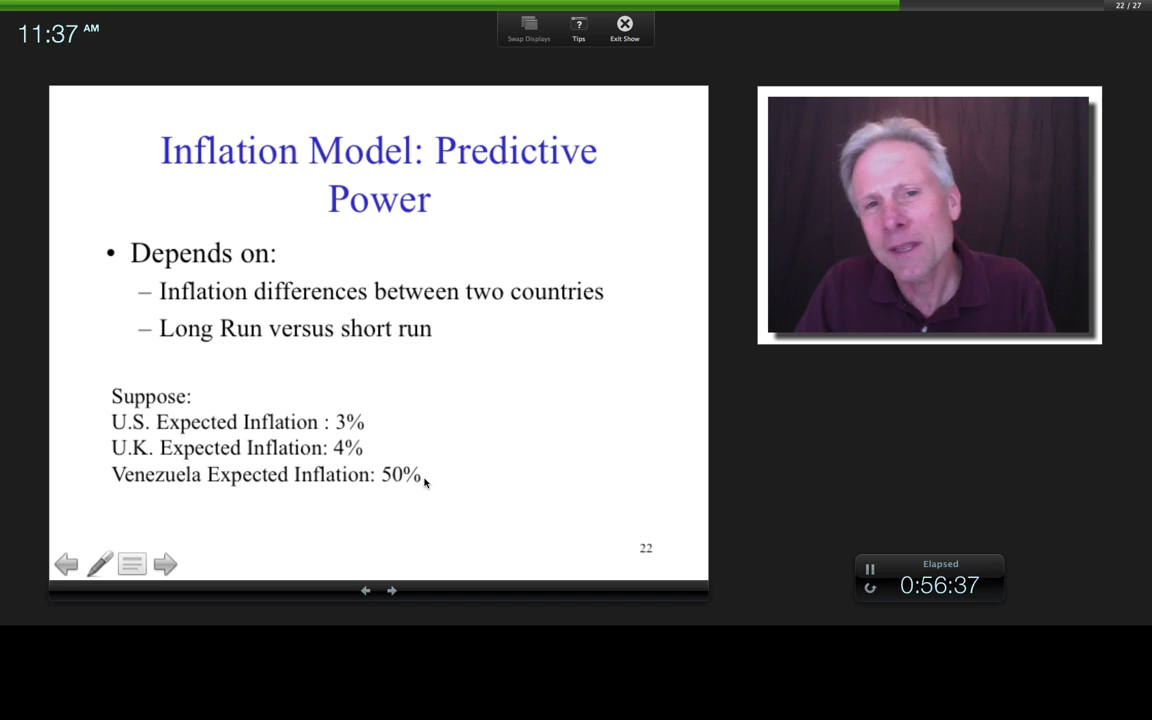 22 / 27
11:37 AM
Swap Displays
Tips
Exit Show
Inflation Model: Predictive
Power
• Depends on:
– Inflation differences between two countries
– Long Run versus short run
Suppose:
U.S. Expected Inflation : 3%
U.K. Expected Inflation: 4%
Venezuela Expected Inflation: 50%
22
Elapsed
0:56:37